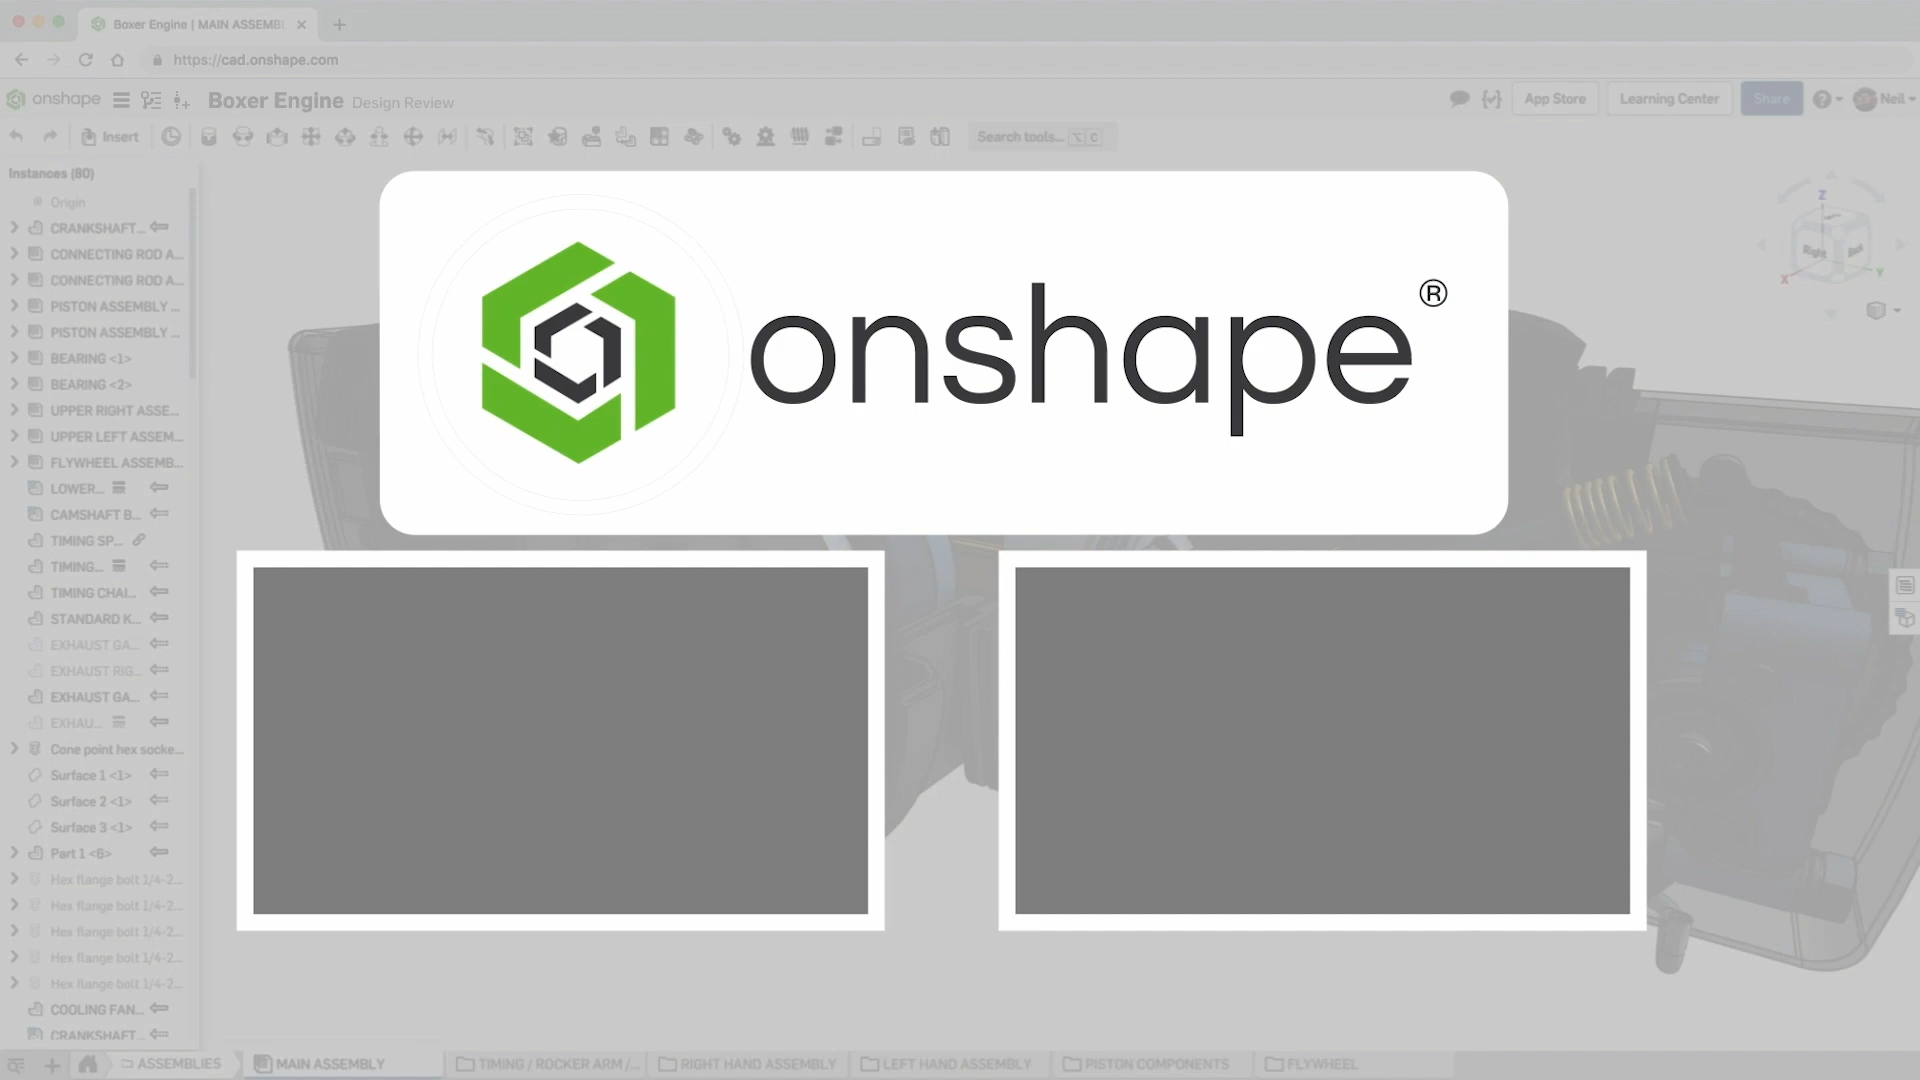 Boxer Engine | MAIN ASSEMBL
https://cad.onshape.com
onshape
Boxer Engine Design Review
App Store
Learning Center
Share
Neil
Insert
Search tools... ⌥ C
Instances (80)
Origin
CRANKSHAFT...
CONNECTING ROD A...
CONNECTING ROD A...
PISTON ASSEMBLY ...
PISTON ASSEMBLY ...
BEARING <1>
BEARING <2>
UPPER RIGHT ASSE...
UPPER LEFT ASSEM...
FLYWHEEL ASSEMB...
LOWER...
CAMSHAFT B...
TIMING SP...
TIMING...
TIMING CHAI...
STANDARD K...
EXHAUST GA...
EXHAUST RIG...
EXHAUST GA...
EXHAU...
Cone point hex socke...
Surface 1 <1>
Surface 2 <1>
Surface 3 <1>
Part 1 <6>
Hex flange bolt 1/4-2...
Hex flange bolt 1/4-2...
Hex flange bolt 1/4-2...
Hex flange bolt 1/4-2...
Hex flange bolt 1/4-2...
COOLING FAN...
CRANKSHAFT...
onshape®
Z
Right
Back
X
Y
ASSEMBLIES
MAIN ASSEMBLY
TIMING / ROCKER ARM /...
RIGHT HAND ASSEMBLY
LEFT HAND ASSEMBLY
PISTON COMPONENTS
FLYWHEEL